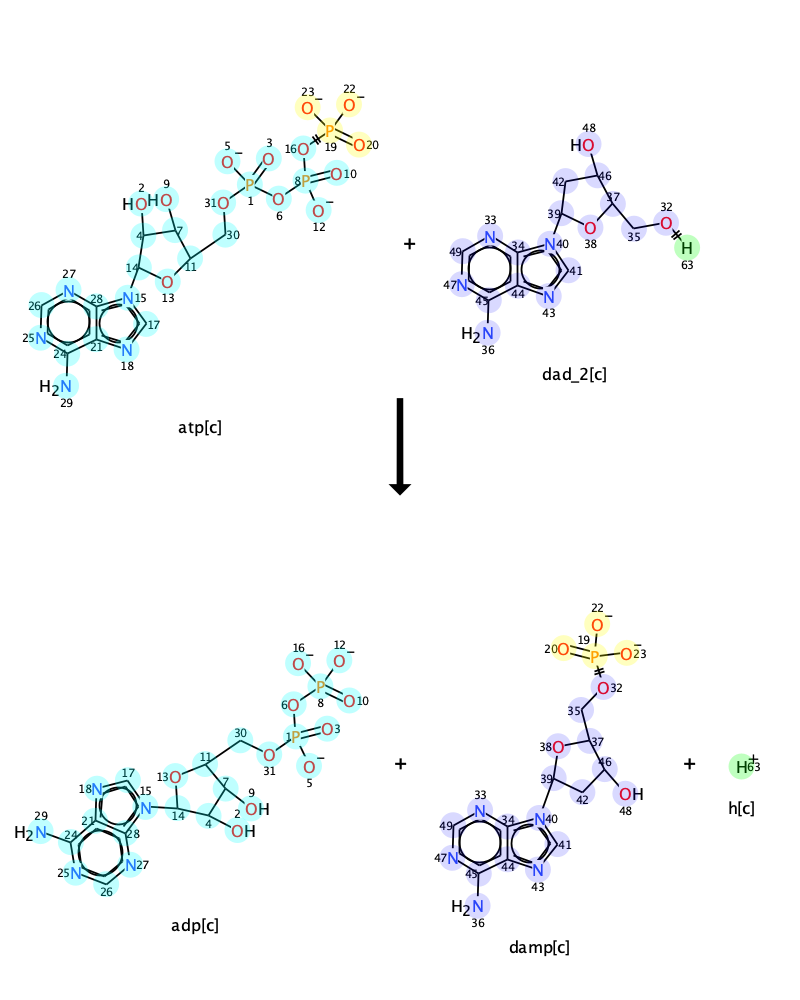 23
22
O−
O−
48
5
3
16
P
19
O
20
HO
O−
O
O
2
9
P
8
O
10
42
46
HO
HO
31
O
1
O
6
O−
12
37
32
39
O
O
4
7
30
33
N
38
35
H
63
+
49
34
N
40
14
11
47
N
41
27
O
13
45
44
N
43
26
N
28
N
15
H2N
36
25
N
17
dad_2[c]
24
21
N
18
H2N
29
atp[c]
22
O−
20
O
19
P
O−
23
16
12
O−
O−
O
32
P
8
O
10
35
6
O
30
1
P
O
3
38
O
37
11
O
31
O−
5
46
+
+
H+
63
13
O
39
17
7
9
42
OH
48
h[c]
18
N
15
N
OH
33
N
29
21
14
4
2
OH
49
34
N
40
H2N
24
28
47
N
41
25
N
N
27
45
44
N
43
26
H2N
36
adp[c]
damp[c]